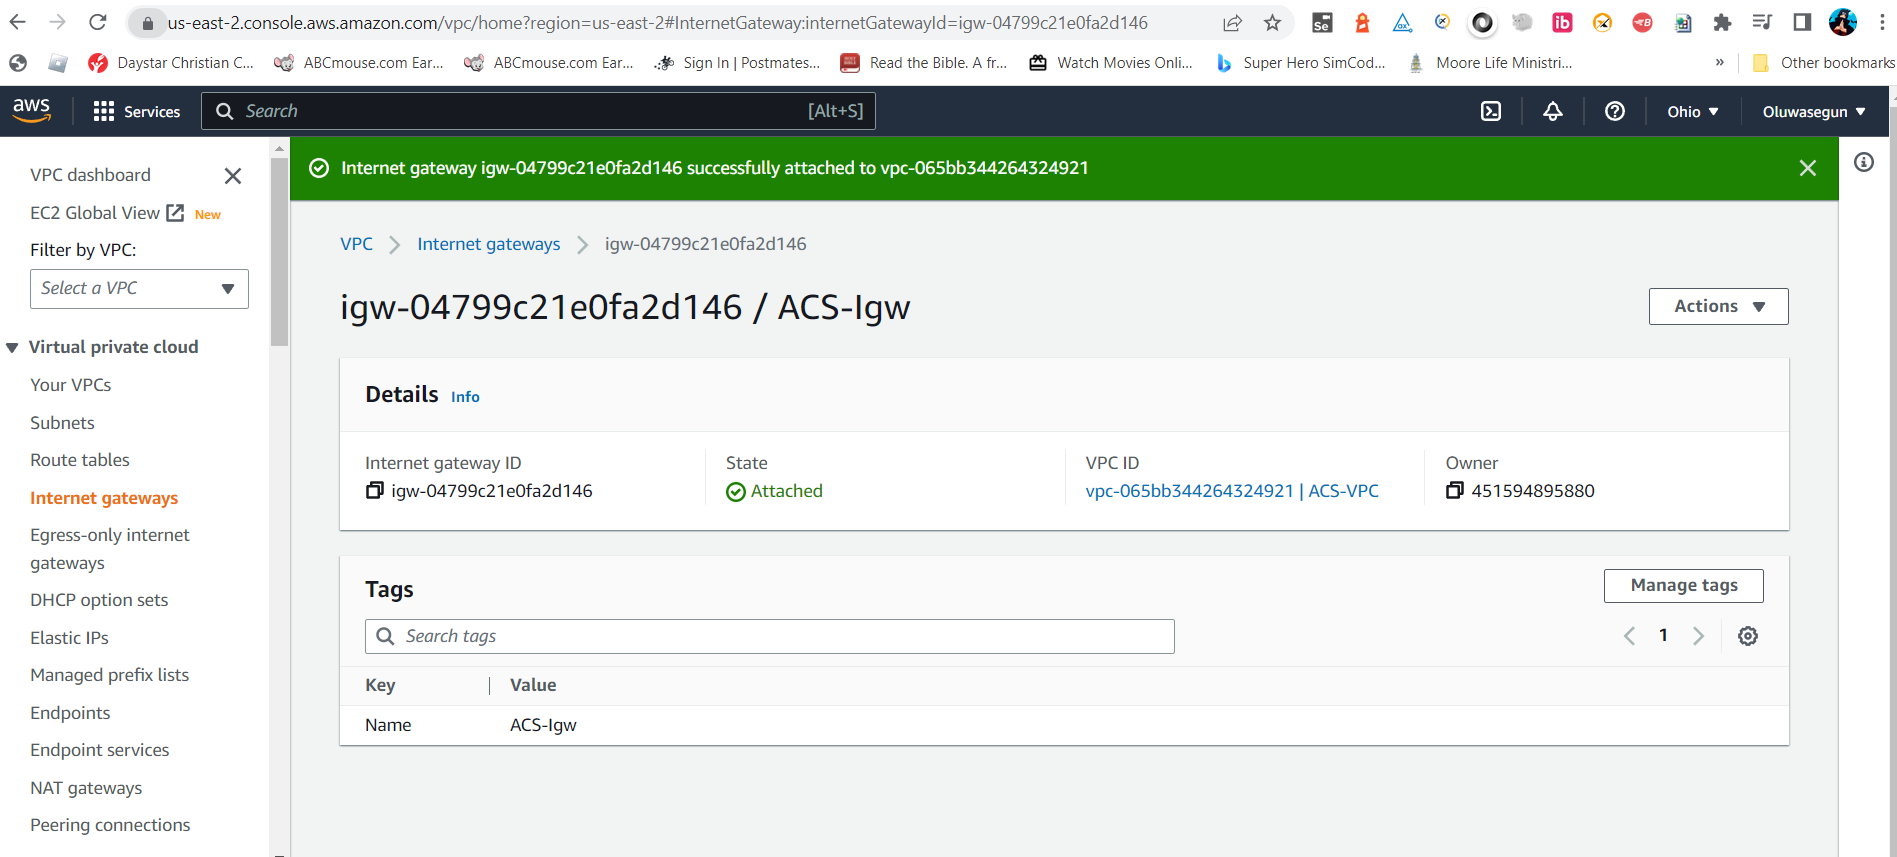 us-east-2.console.aws.amazon.com/vpc/home?region=us-east-2#InternetGateway:internetGatewayId=igw-04799c21e0fa2d146
Daystar Christian C...
ABCmouse.com Ear...
ABCmouse.com Ear...
Sign In | Postmates...
Read the Bible. A fr...
Watch Movies Onli...
Super Hero SimCod...
Moore Life Ministri...
»
Other bookmarks
aws
Services
Search
[Alt+S]
Ohio
Oluwasegun
VPC dashboard
EC2 Global View New
Filter by VPC:
Select a VPC
Virtual private cloud
Your VPCs
Subnets
Route tables
Internet gateways
Egress-only internet
gateways
DHCP option sets
Elastic IPs
Managed prefix lists
Endpoints
Endpoint services
NAT gateways
Peering connections
Internet gateway igw-04799c21e0fa2d146 successfully attached to vpc-065bb344264324921
VPC
Internet gateways
igw-04799c21e0fa2d146
igw-04799c21e0fa2d146 / ACS-Igw
Actions
Details Info
Internet gateway ID
igw-04799c21e0fa2d146
State
Attached
VPC ID
vpc-065bb344264324921 | ACS-VPC
Owner
451594895880
Tags
Manage tags
Search tags
1
Key Value
Name ACS-Igw